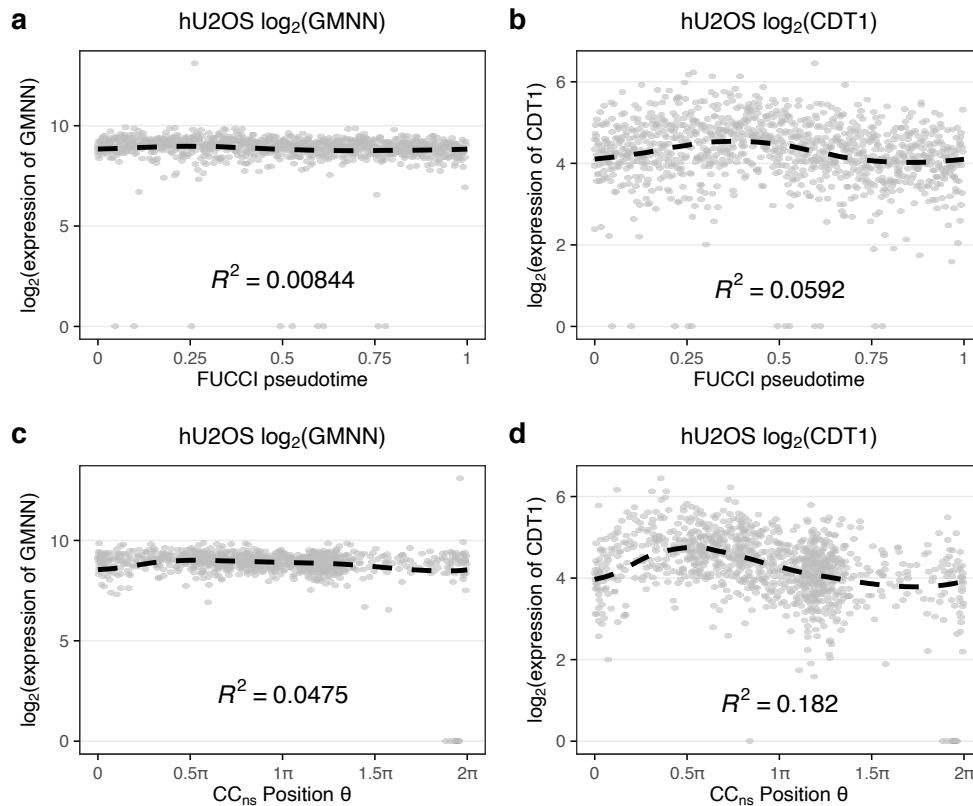 a
hU2OS log₂(GMNN)
log₂(expression of GMNN)
10
5
0
R² = 0.00844
0 0.25 0.5 0.75 1
FUCCI pseudotime
b
hU2OS log₂(CDT1)
log₂(expression of CDT1)
6
4
2
0
R² = 0.0592
0 0.25 0.5 0.75 1
FUCCI pseudotime
c
hU2OS log₂(GMNN)
log₂(expression of GMNN)
10
5
0
R² = 0.0475
0 0.5π 1π 1.5π 2π
CCₙₛ Position θ
d
hU2OS log₂(CDT1)
log₂(expression of CDT1)
6
4
2
0
R² = 0.182
0 0.5π 1π 1.5π 2π
CCₙₛ Position θ